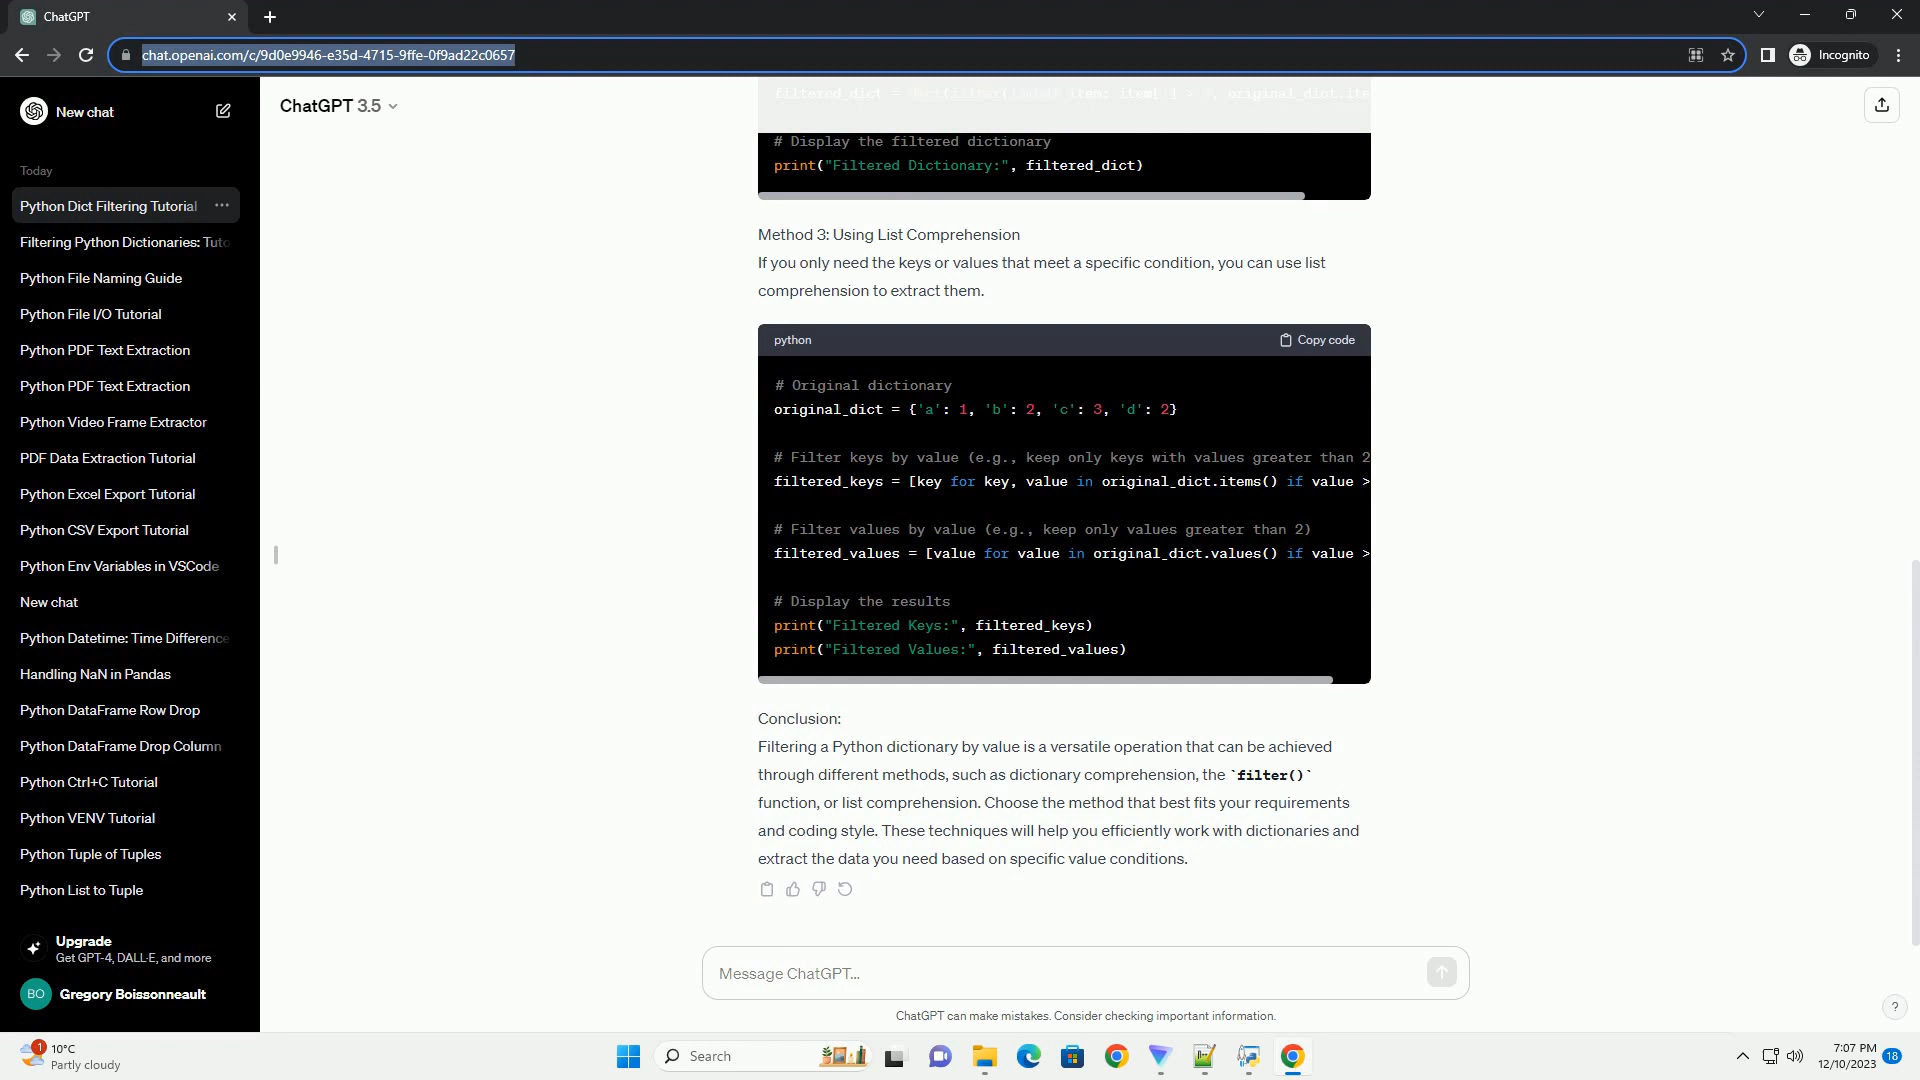 ChatGPT
chat.openai.com/c/9d0e9946-e35d-4715-9ffe-0f9ad22c0657
Incognito
New chat
Today
Python Dict Filtering Tutorial
Filtering Python Dictionaries: Tuto
Python File Naming Guide
Python File I/O Tutorial
Python PDF Text Extraction
Python PDF Text Extraction
Python Video Frame Extractor
PDF Data Extraction Tutorial
Python Excel Export Tutorial
Python CSV Export Tutorial
Python Env Variables in VSCode
New chat
Python Datetime: Time Difference
Handling NaN in Pandas
Python DataFrame Row Drop
Python DataFrame Drop Column
Python Ctrl+C Tutorial
Python VENV Tutorial
Python Tuple of Tuples
Python List to Tuple
Upgrade
Get GPT-4, DALL·E, and more
BO
Gregory Boissonneault
ChatGPT 3.5
filtered_dict = dict(filter(lambda item: item[1] > , original_dict.ite
# Display the filtered dictionary
print("Filtered Dictionary:", filtered_dict)
Method 3: Using List Comprehension
If you only need the keys or values that meet a specific condition, you can use list
comprehension to extract them.
python
Copy code
# Original dictionary
original_dict = {'a': 1, 'b': 2, 'c': 3, 'd': 2}
# Filter keys by value (e.g., keep only keys with values greater than 2
filtered_keys = [key for key, value in original_dict.items() if value >
# Filter values by value (e.g., keep only values greater than 2)
filtered_values = [value for value in original_dict.values() if value >
# Display the results
print("Filtered Keys:", filtered_keys)
print("Filtered Values:", filtered_values)
Conclusion:
Filtering a Python dictionary by value is a versatile operation that can be achieved
through different methods, such as dictionary comprehension, the `filter()`
function, or list comprehension. Choose the method that best fits your requirements
and coding style. These techniques will help you efficiently work with dictionaries and
extract the data you need based on specific value conditions.
Message ChatGPT...
ChatGPT can make mistakes. Consider checking important information.
?
1
10°C
Partly cloudy
Search
7:07 PM
12/10/2023
18